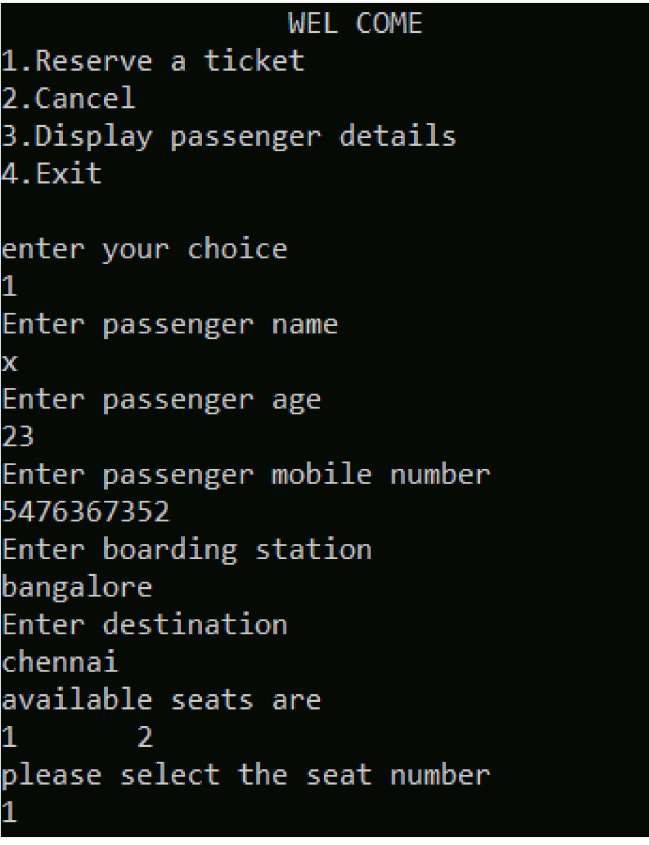 WEL COME
1.Reserve a ticket
2.Cancel
3.Display passenger details
4.Exit
enter your choice
1
Enter passenger name
x
Enter passenger age
23
Enter passenger mobile number
5476367352
Enter boarding station
bangalore
Enter destination
chennai
available seats are
1 2
please select the seat number
1